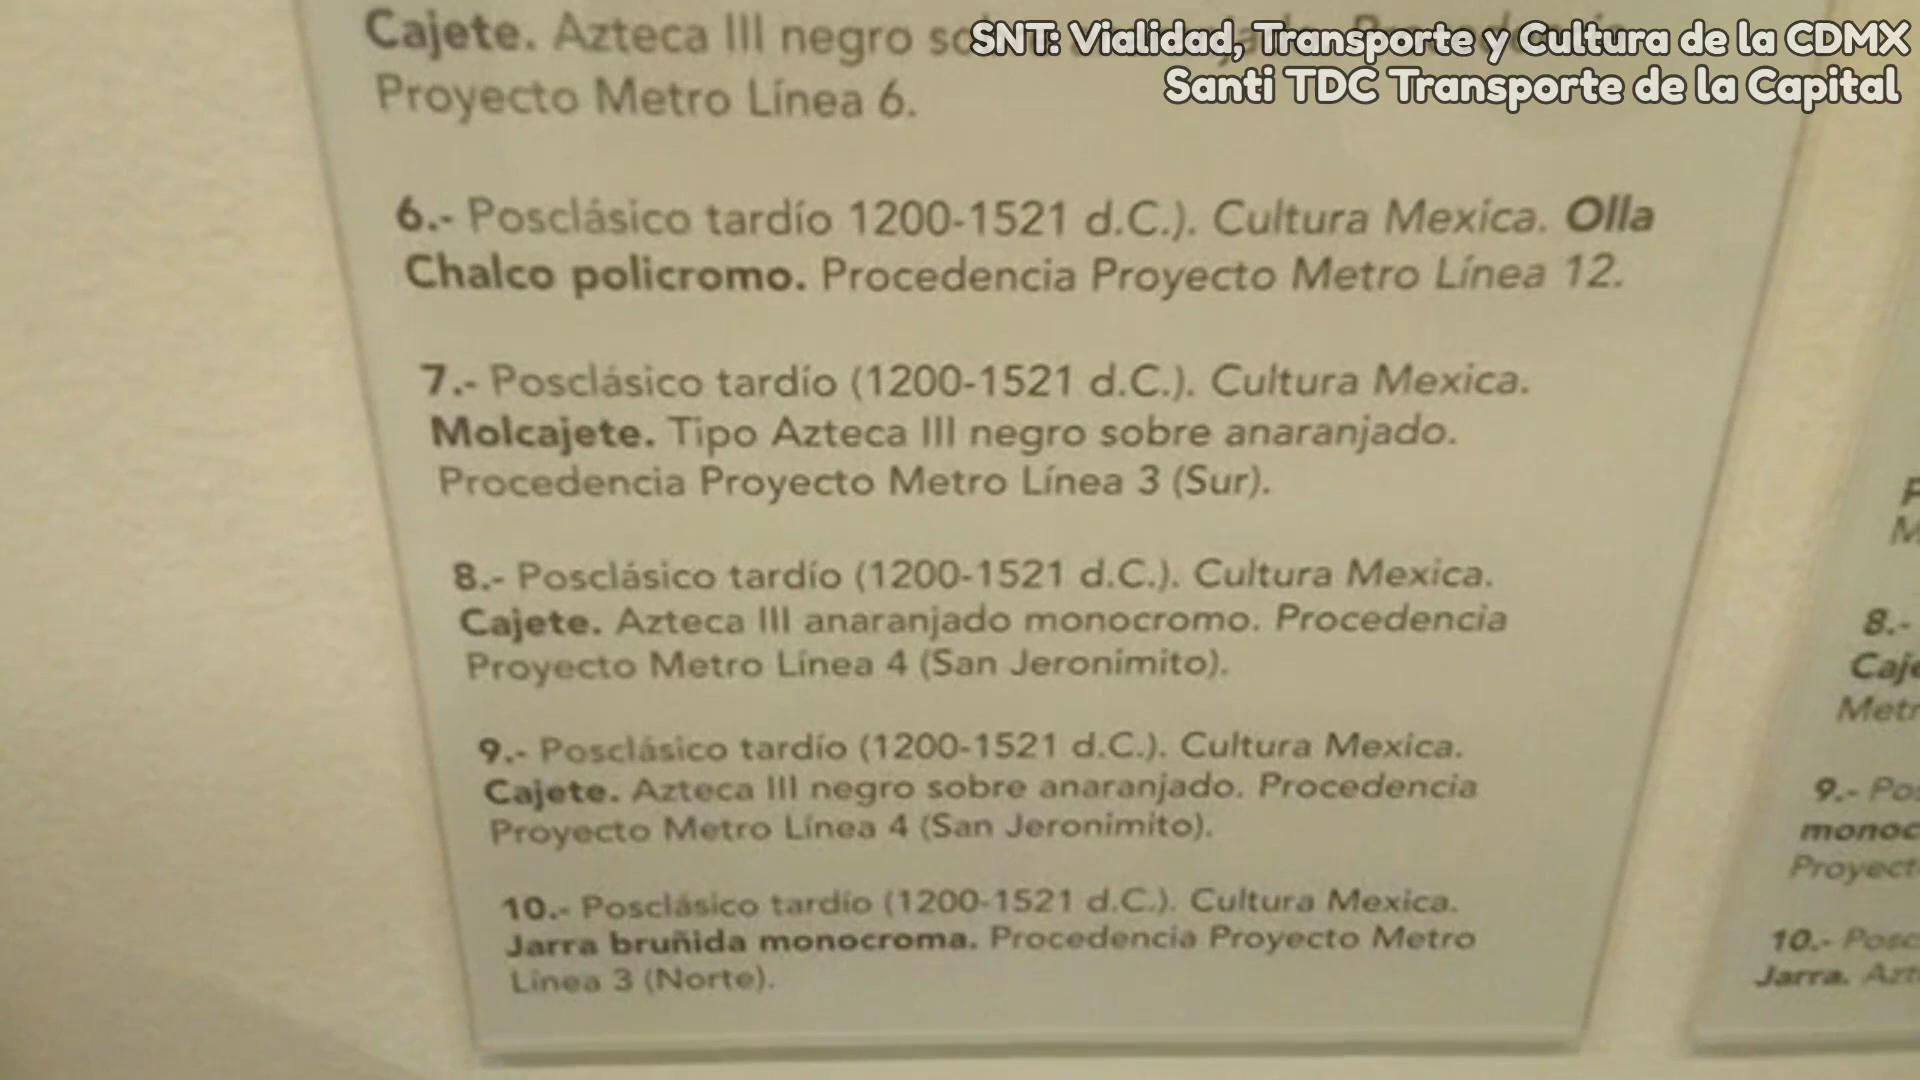 SNT: Vialidad, Transporte y Cultura de la CDMX
Santi TDC Transporte de la Capital
Cajete. Azteca III negro
Proyecto Metro Línea 6.
6.- Posclásico tardío 1200-1521 d.C.). Cultura Mexica. Olla
Chalco policromo. Procedencia Proyecto Metro Línea 12.
7.- Posclásico tardío (1200-1521 d.C.). Cultura Mexica.
Molcajete. Tipo Azteca III negro sobre anaranjado.
Procedencia Proyecto Metro Línea 3 (Sur).
8.- Posclásico tardío (1200-1521 d.C.). Cultura Mexica.
Cajete. Azteca III anaranjado monocromo. Procedencia
Proyecto Metro Línea 4 (San Jeronimito).
9.- Posclásico tardío (1200-1521 d.C.). Cultura Mexica.
Cajete. Azteca III negro sobre anaranjado. Procedencia
Proyecto Metro Línea 4 (San Jeronimito).
10.- Posclásico tardío (1200-1521 d.C.). Cultura Mexica.
Jarra bruñida monocroma. Procedencia Proyecto Metro
Línea 3 (Norte).
8.-
9.-
10.-
Jarra.